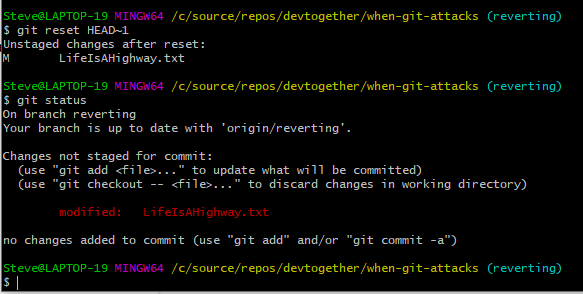 Steve@LAPTOP-19 MINGW64 /c/source/repos/devtogether/when-git-attacks (reverting)
$ git reset HEAD~1
Unstaged changes after reset:
M       LifeIsAHighway.txt
Steve@LAPTOP-19 MINGW64 /c/source/repos/devtogether/when-git-attacks (reverting)
$ git status
On branch reverting
Your branch is up to date with 'origin/reverting'.
Changes not staged for commit:
  (use "git add <file>..." to update what will be committed)
  (use "git checkout -- <file>..." to discard changes in working directory)
        modified:   LifeIsAHighway.txt
no changes added to commit (use "git add" and/or "git commit -a")
Steve@LAPTOP-19 MINGW64 /c/source/repos/devtogether/when-git-attacks (reverting)
$